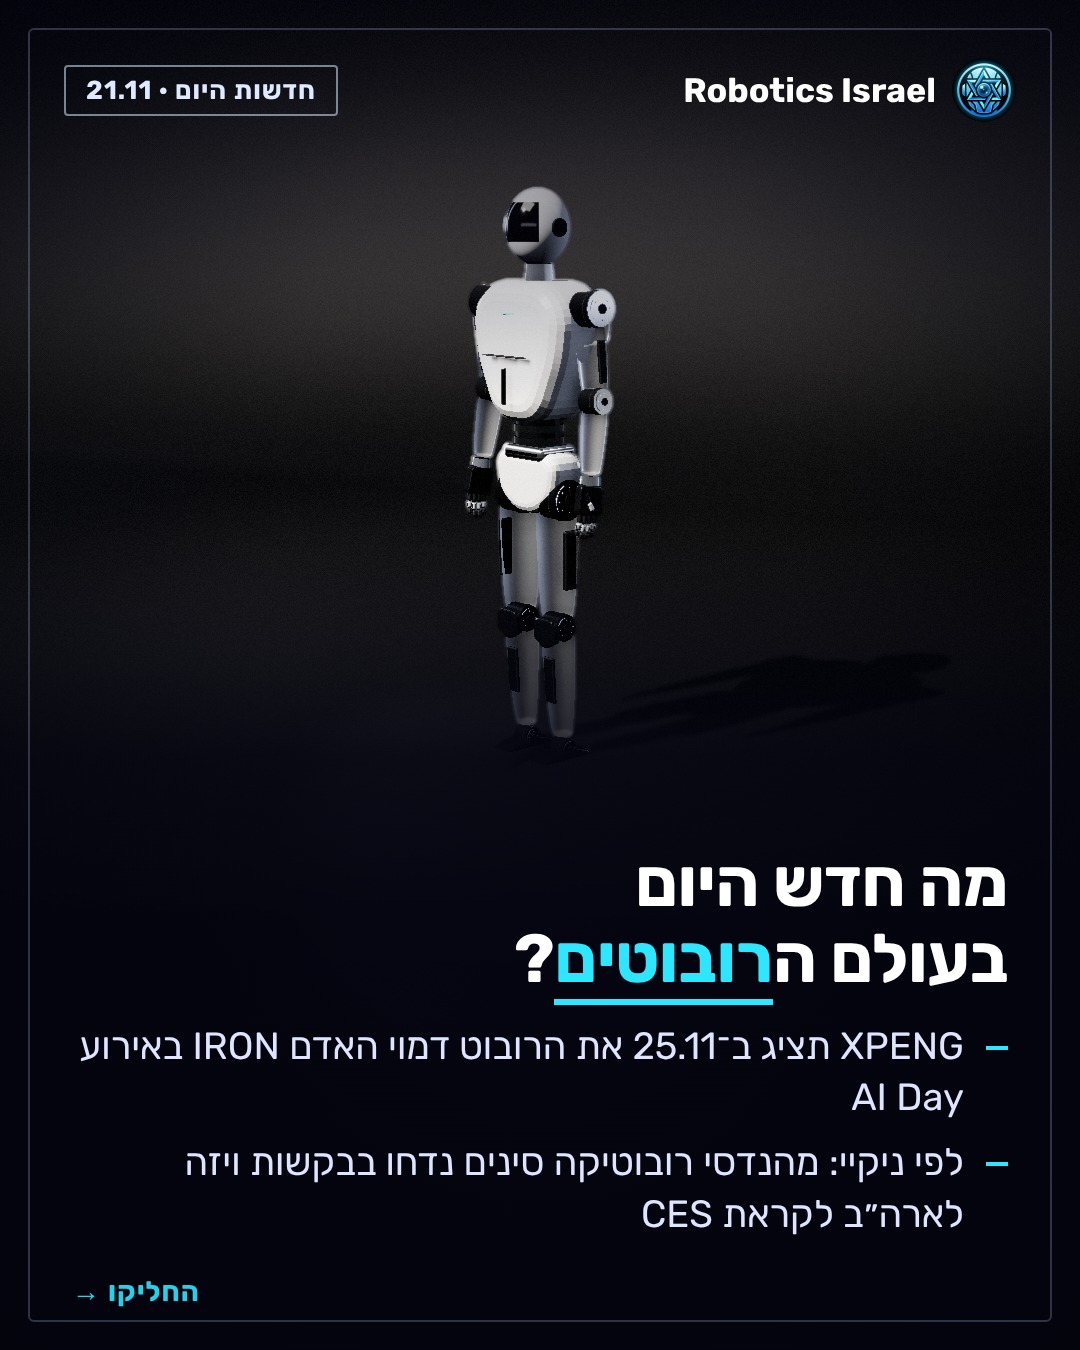 Robotics Israel
חדשות היום • 21.11
מה חדש היום
בעולם הרובוטים?
– XPENG תציג ב־25.11 את הרובוט דמוי האדם IRON באירוע
AI Day
– לפי ניקיי: מהנדסי רובוטיקה סינים נדחו בבקשות ויזה
לארה״ב לקראת CES
החליקו →